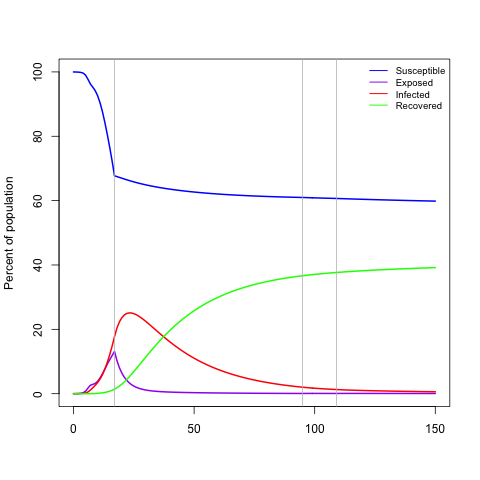 Susceptible
Exposed
Infected
Recovered
Percent of population
100
80
60
40
20
0
0 50 100 150